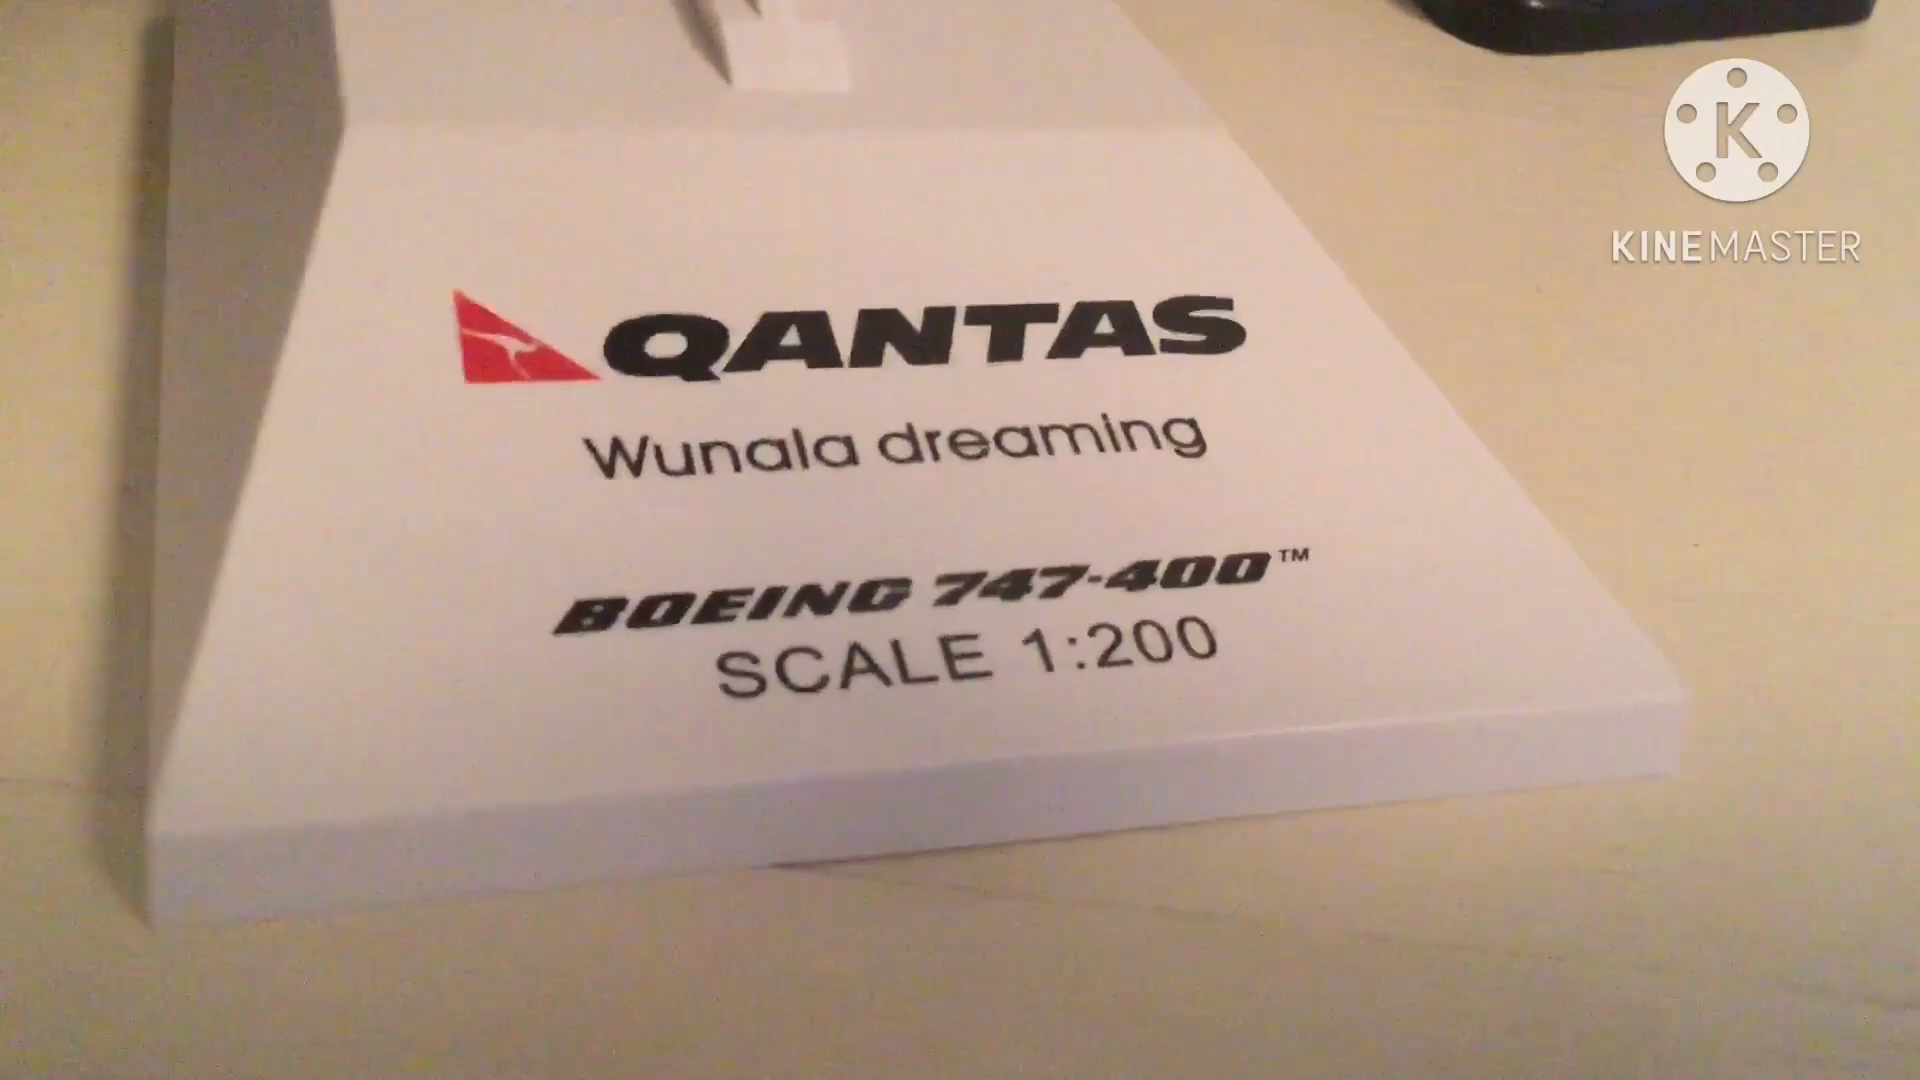 QANTAS
Wunala dreaming
BOEING 747-400™
SCALE 1:200
K
KINEMASTER